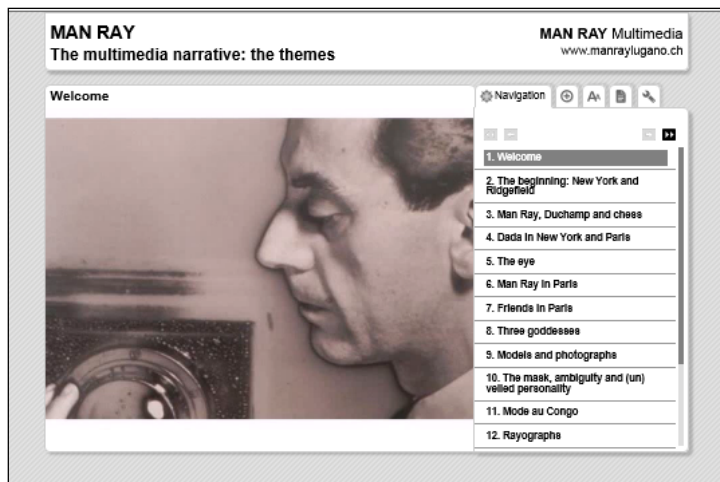 MAN RAY
The multimedia narrative: the themes
MAN RAY Multimedia
www.manraylugano.ch
Welcome
Navigation
1. Welcome
2. The beginning: New York and
Ridgefield
3. Man Ray, Duchamp and chess
4. Dada in New York and Paris
5. The eye
6. Man Ray in Paris
7. Friends in Paris
8. Three goddesses
9. Models and photographs
10. The mask, ambiguity and (un)
veiled personality
11. Mode au Congo
12. Rayographs